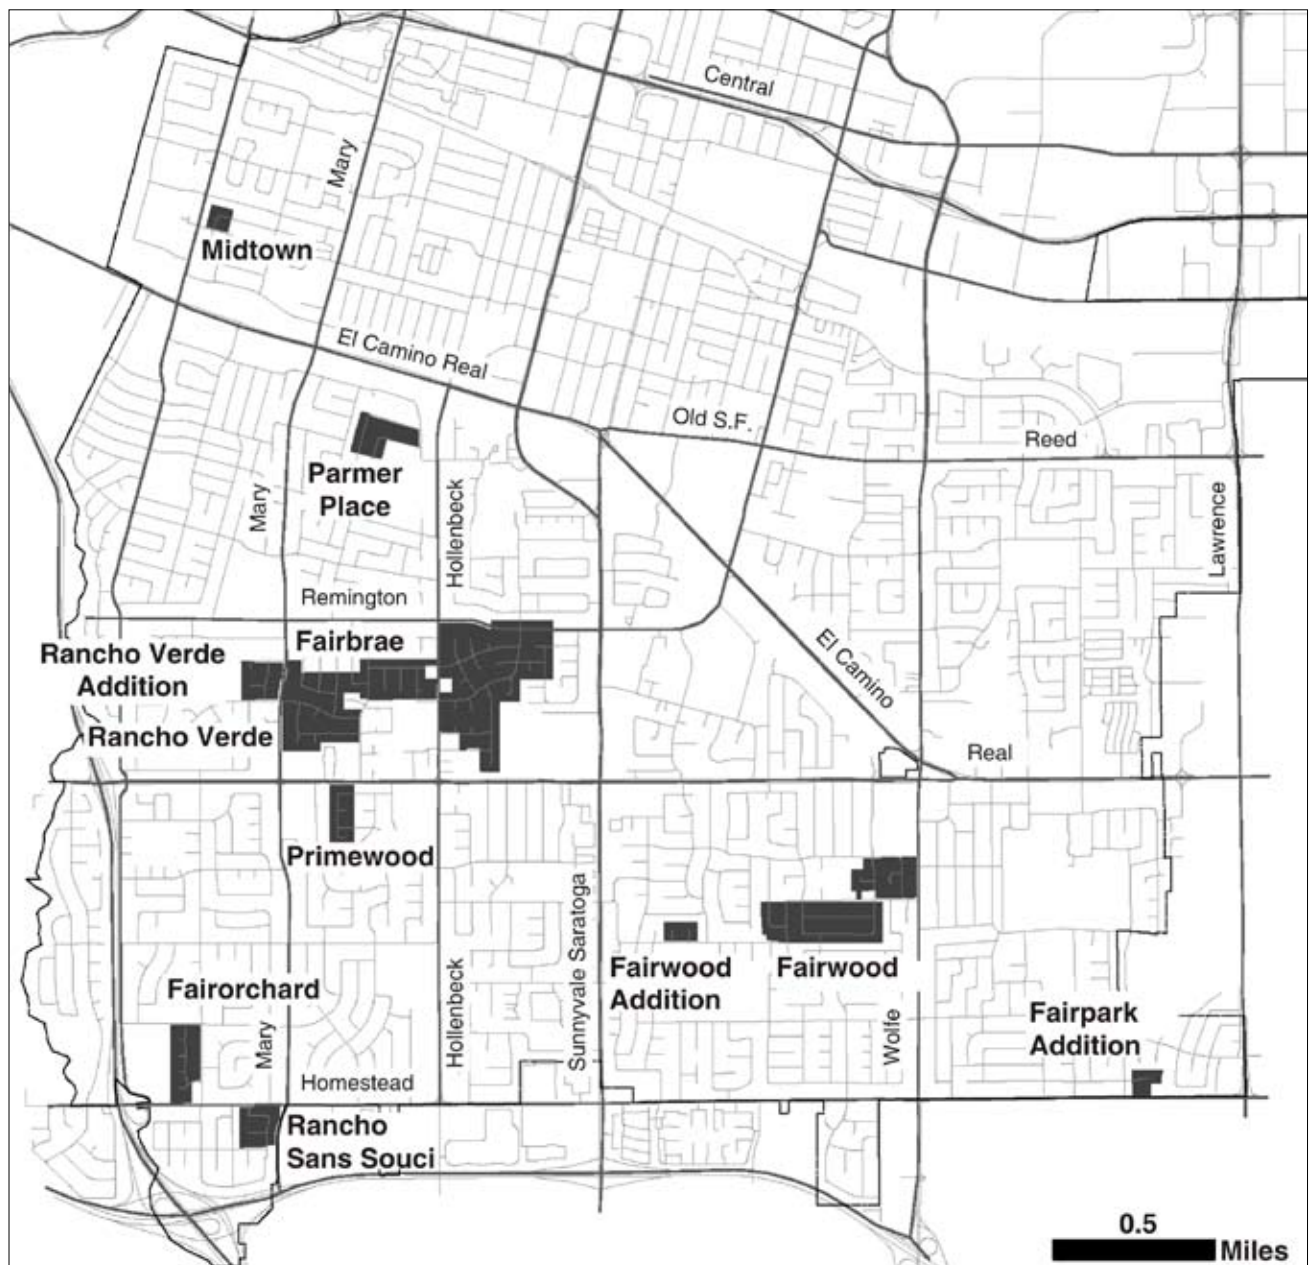 Central
Mary
Midtown
El Camino Real
Old S.F.
Reed
Parmer
Place
Mary
Hollenbeck
Lawrence
Remington
Fairbrae
Rancho Verde
Addition
El Camino
Rancho Verde
Real
Primewood
Sunnyvale Saratoga
Fairwood
Addition
Fairwood
Fairorchard
Mary
Hollenbeck
Wolfe
Fairpark
Addition
Homestead
Rancho
Sans Souci
0.5
Miles